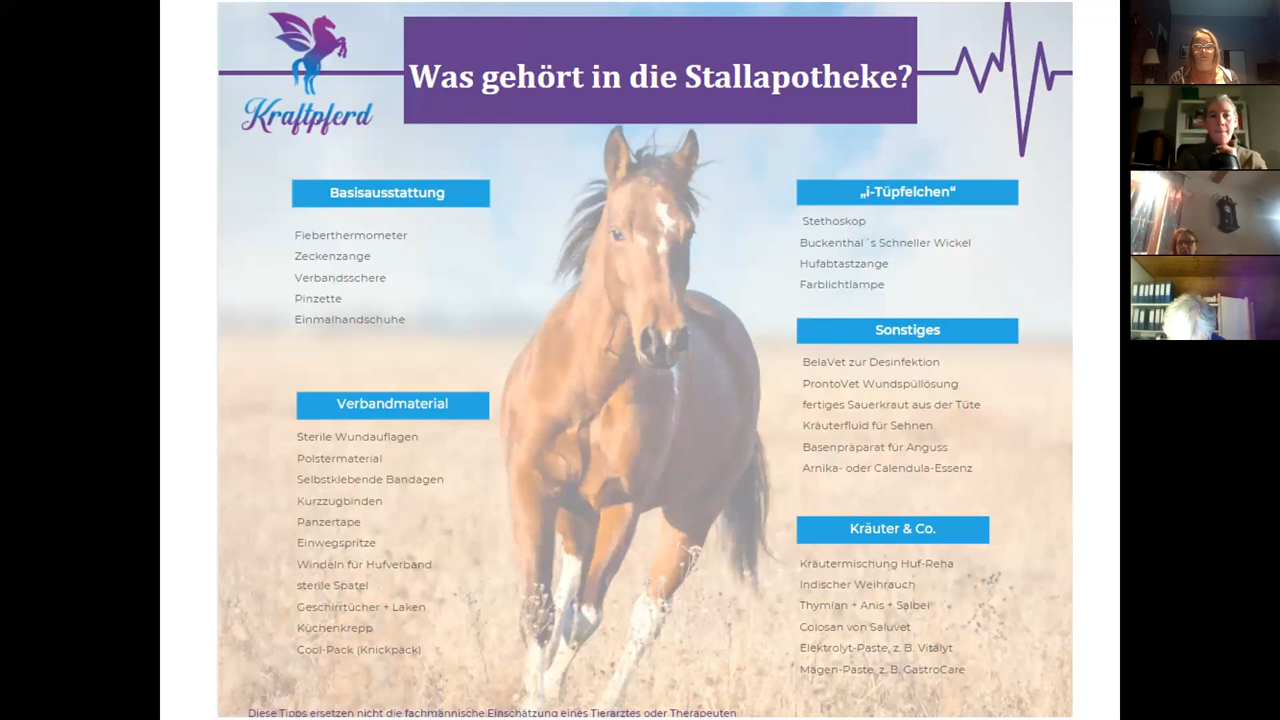 Kraftpferd
Was gehört in die Stallapotheke?
Basisausstattung
Fieberthermometer
Zeckenzange
Verbandsschere
Pinzette
Einmalhandschuhe
Verbandmaterial
Sterile Wundauflagen
Polstermaterial
Selbstklebende Bandagen
Kurzzugbinden
Panzertape
Einwegspritze
Windeln für Hufverband
sterile Spatel
Geschirrtücher + Laken
Küchenkrepp
Cool-Pack (Knickpack)
„i-Tüpfelchen“
Stethoskop
Buckenthal´s Schneller Wickel
Hufabtastzange
Farblichtlampe
Sonstiges
BelaVet zur Desinfektion
ProntoVet Wundspüllösung
fertiges Sauerkraut aus der Tüte
Kräuterfluid für Sehnen
Basenpräparat für Anguss
Arnika- oder Calendula-Essenz
Kräuter & Co.
Kräutermischung Huf-Reha
Indischer Weihrauch
Thymian + Anis + Salbei
Colosan von Saluvet
Elektrolyt-Paste, z. B. Vitalyt
Magen-Paste, z. B. GastroCare
Diese Tipps ersetzen nicht die fachmännische Einschätzung eines Tierarztes oder Therapeuten